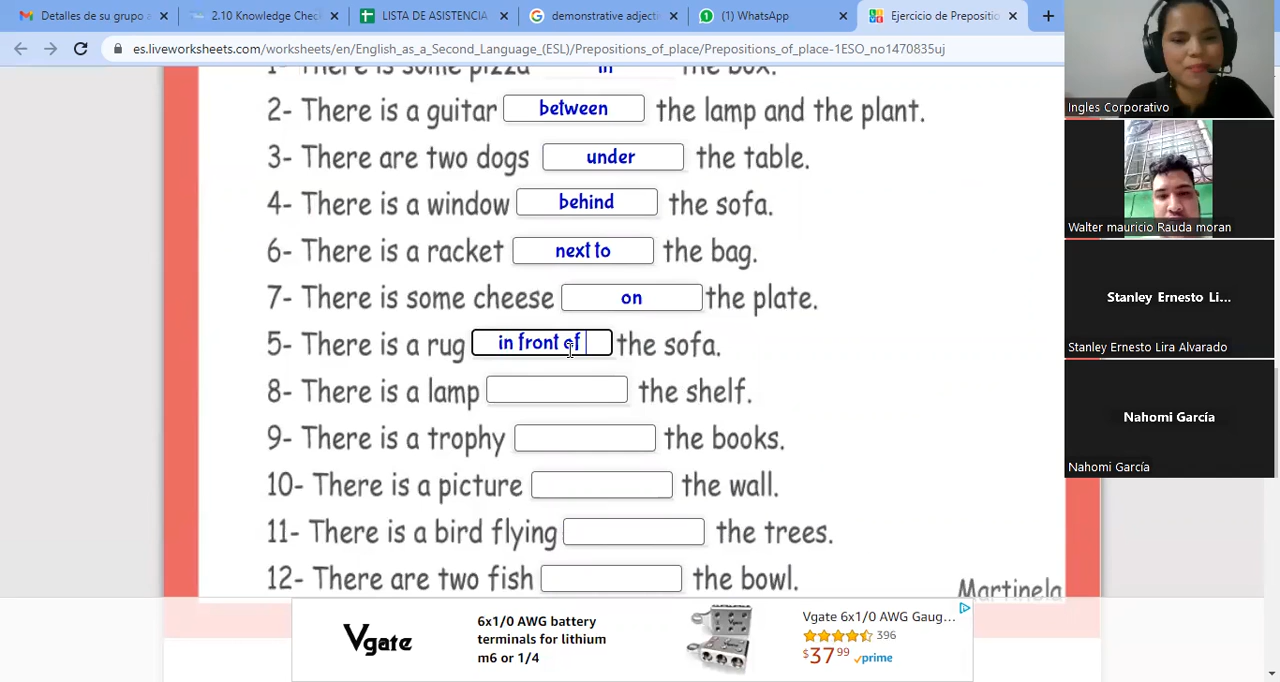 Detalles de su grupo a
2.10 Knowledge Check
LISTA DE ASISTENCIA
demonstrative adjecti
(1) WhatsApp
Ejercicio de Prepositio
es.liveworksheets.com/worksheets/en/English_as_a_Second_Language_(ESL)/Prepositions_of_place/Prepositions_of_place-1ESO_no1470835uj
1- There is some pizza in the box.
2- There is a guitar between the lamp and the plant.
3- There are two dogs under the table.
4- There is a window behind the sofa.
6- There is a racket next to the bag.
7- There is some cheese on the plate.
5- There is a rug in front of the sofa.
8- There is a lamp the shelf.
9- There is a trophy the books.
10- There is a picture the wall.
11- There is a bird flying the trees.
12- There are two fish the bowl.
Martinela
Vgate
6x1/0 AWG battery
terminals for lithium
m6 or 1/4
Vgate 6x1/0 AWG Gaug...
396
$37.99 prime
Ingles Corporativo
Walter mauricio Rauda moran
Stanley Ernesto Li...
Stanley Ernesto Lira Alvarado
Nahomi García
Nahomi García